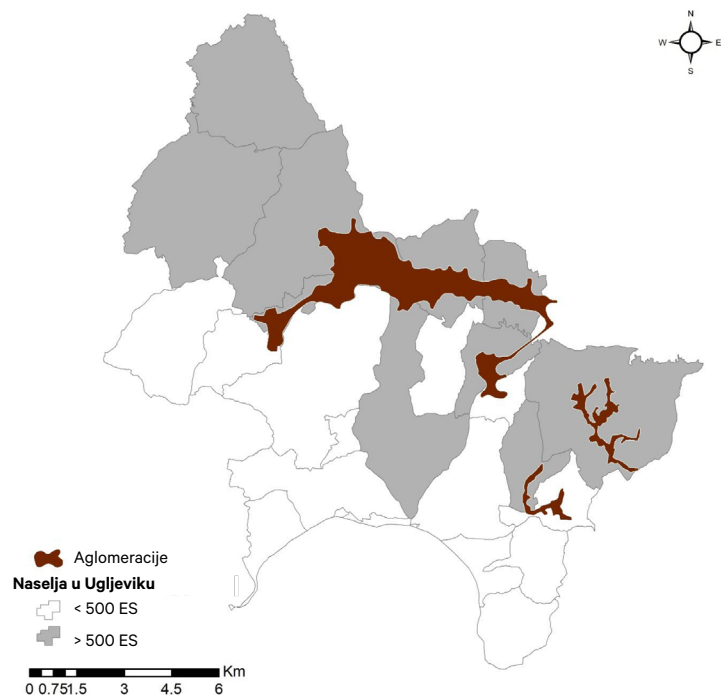 N
W E
S
Aglomeracije
Naselja u Ugljeviku
< 500 ES
> 500 ES
Km
0 0.751.5 3 4.5 6